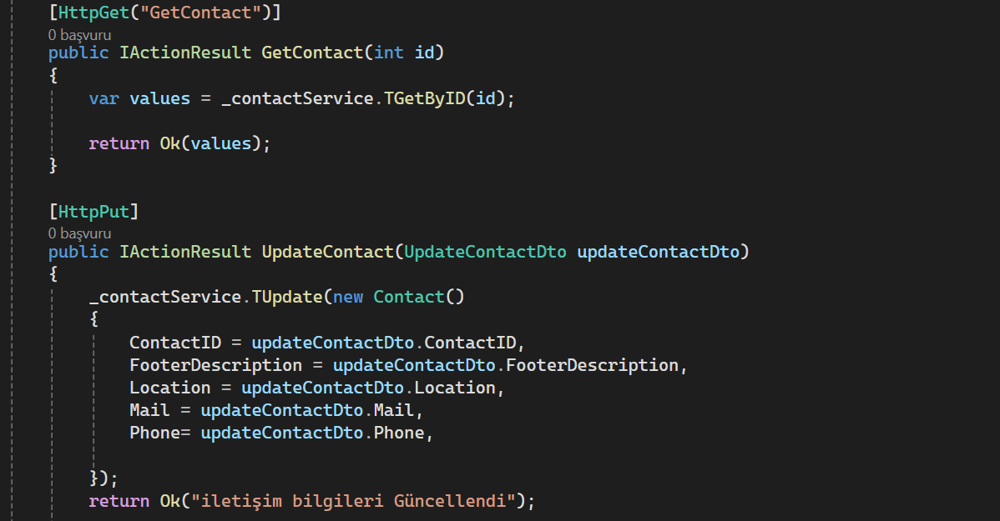 [HttpGet("GetContact")]
0 başvuru
public IActionResult GetContact(int id)
{
var values = _contactService.TGetByID(id);
return Ok(values);
}
[HttpPut]
0 başvuru
public IActionResult UpdateContact(UpdateContactDto updateContactDto)
{
_contactService.TUpdate(new Contact()
{
ContactID = updateContactDto.ContactID,
FooterDescription = updateContactDto.FooterDescription,
Location = updateContactDto.Location,
Mail = updateContactDto.Mail,
Phone= updateContactDto.Phone,
});
return Ok("iletişim bilgileri Güncellendi");